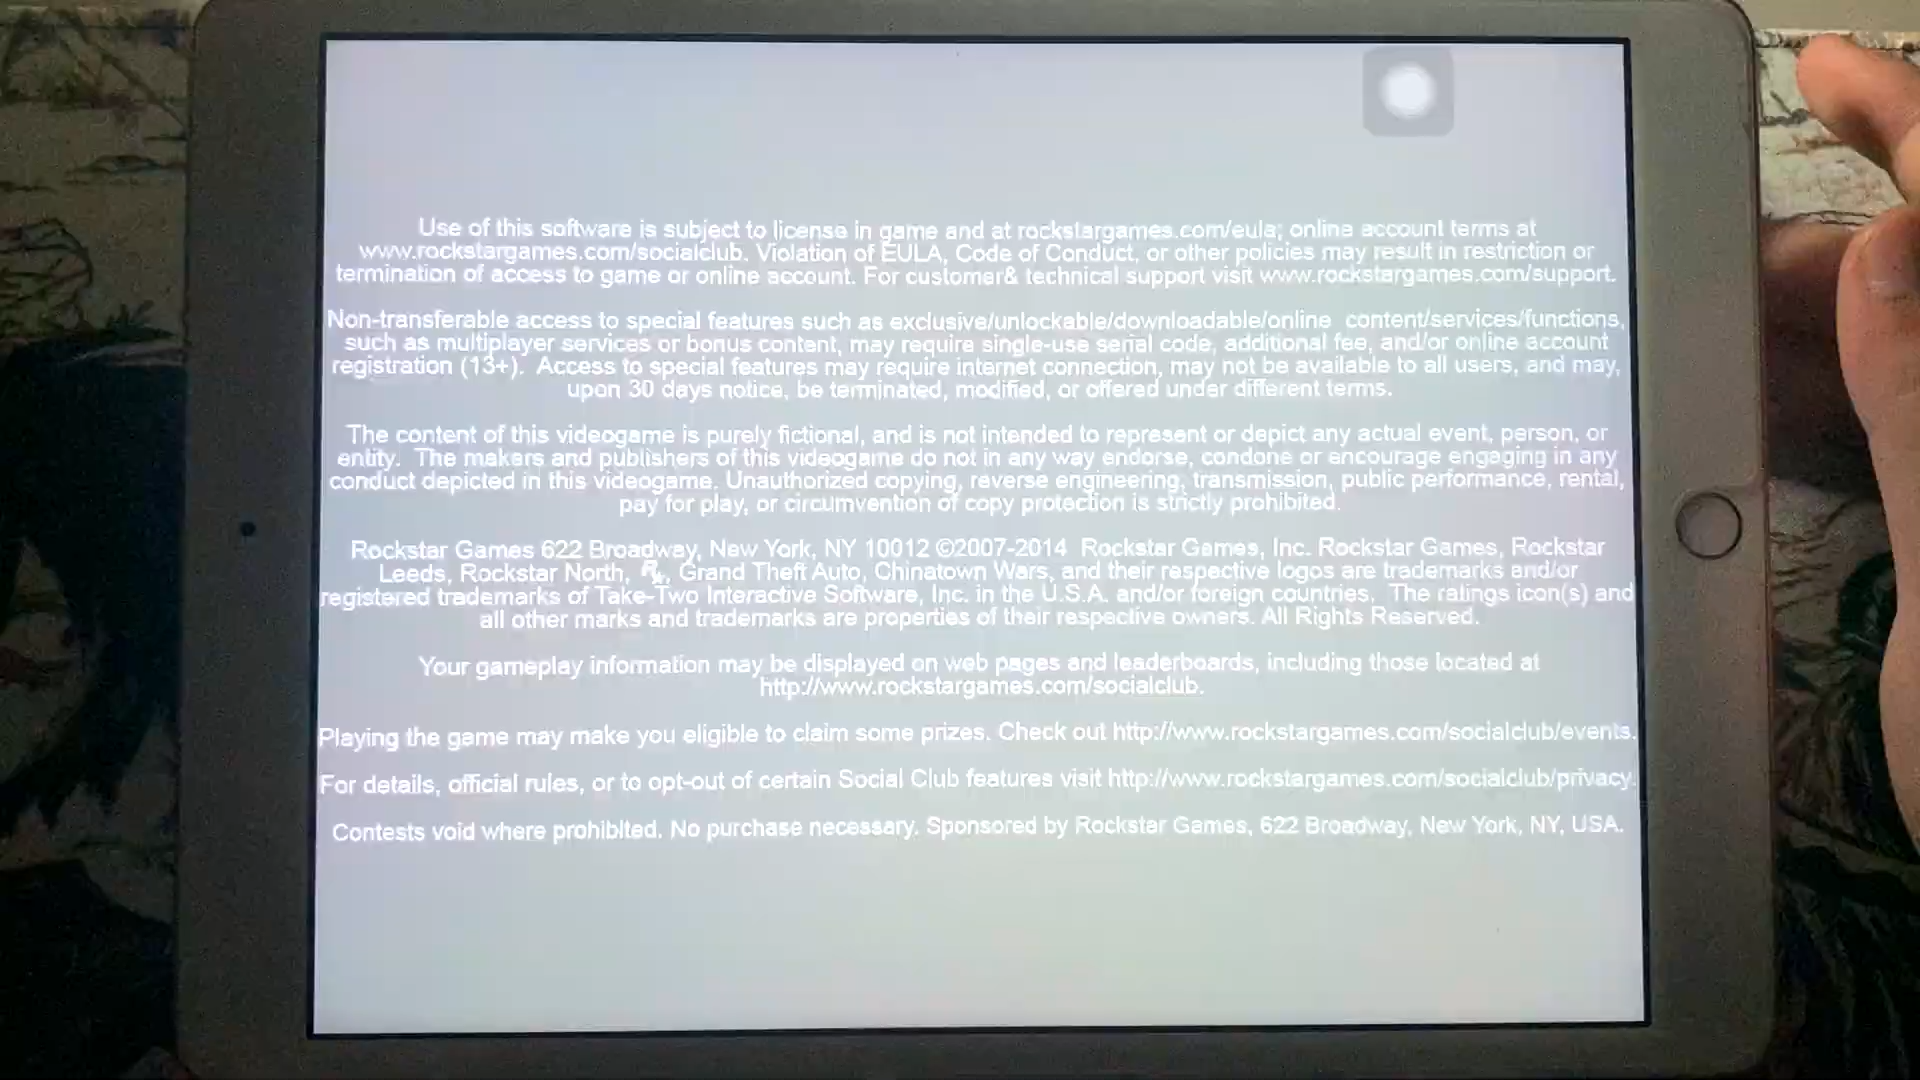 Use of this software is subject to license in game and at rockstargames.com/eula; online account terms at
www.rockstargames.com/socialclub. Violation of EULA, Code of Conduct, or other policies may result in restriction or
termination of access to game or online account. For customer& technical support visit www.rockstargames.com/support.
Non-transferable access to special features such as exclusive/unlockable/downloadable/online content/services/functions,
such as multiplayer services or bonus content, may require single-use serial code, additional fee, and/or online account
registration (13+). Access to special features may require internet connection, may not be available to all users, and may,
upon 30 days notice, be terminated, modified, or offered under different terms.
The content of this videogame is purely fictional, and is not intended to represent or depict any actual event, person, or
entity. The makers and publishers of this videogame do not in any way endorse, condone or encourage engaging in any
conduct depicted in this videogame. Unauthorized copying, reverse engineering, transmission, public performance, rental,
pay for play, or circumvention of copy protection is strictly prohibited.
Rockstar Games 622 Broadway, New York, NY 10012 ©2007-2014 Rockstar Games, Inc. Rockstar Games, Rockstar
Leeds, Rockstar North, R★, Grand Theft Auto, Chinatown Wars, and their respective logos are trademarks and/or
registered trademarks of Take-Two Interactive Software, Inc. in the U.S.A. and/or foreign countries. The ratings icon(s) and
all other marks and trademarks are properties of their respective owners. All Rights Reserved.
Your gameplay information may be displayed on web pages and leaderboards, including those located at
http://www.rockstargames.com/socialclub.
Playing the game may make you eligible to claim some prizes. Check out http://www.rockstargames.com/socialclub/events.
For details, official rules, or to opt-out of certain Social Club features visit http://www.rockstargames.com/socialclub/privacy.
Contests void where prohibited. No purchase necessary. Sponsored by Rockstar Games, 622 Broadway, New York, NY, USA.